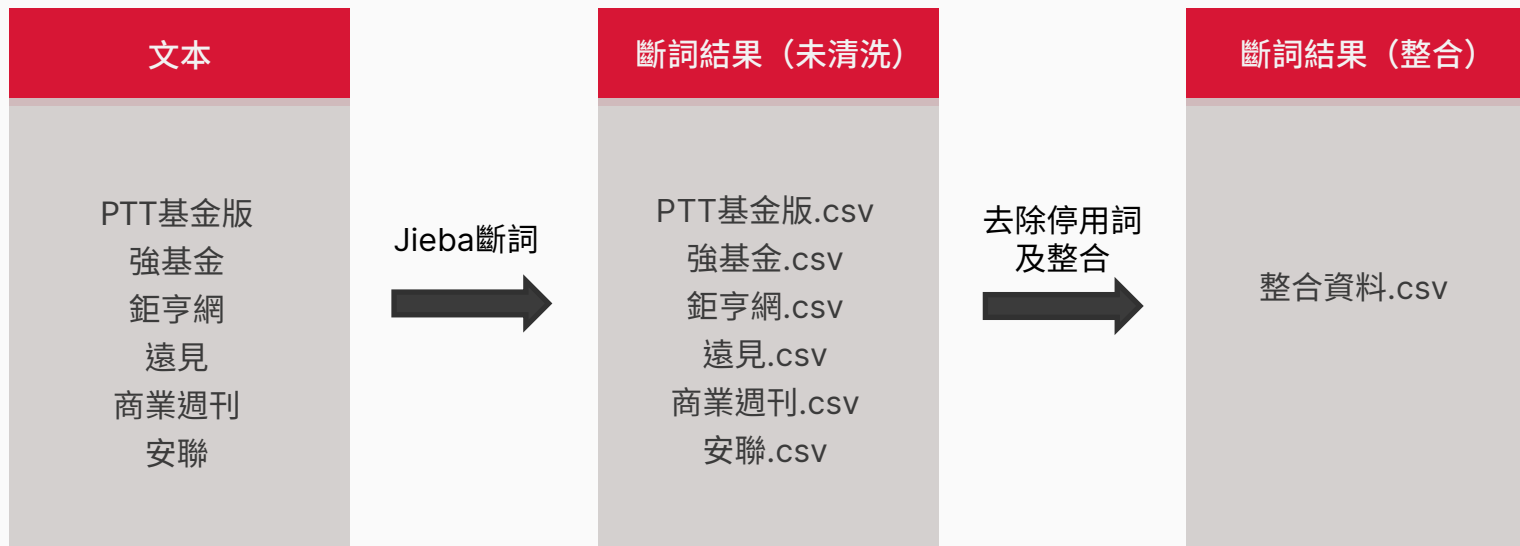 文本
PTT基金版
強基金
鉅亨網
遠見
商業週刊
安聯
Jieba斷詞
斷詞結果（未清洗）
PTT基金版.csv
強基金.csv
鉅亨網.csv
遠見.csv
商業週刊.csv
安聯.csv
去除停用詞
及整合
斷詞結果（整合）
整合資料.csv